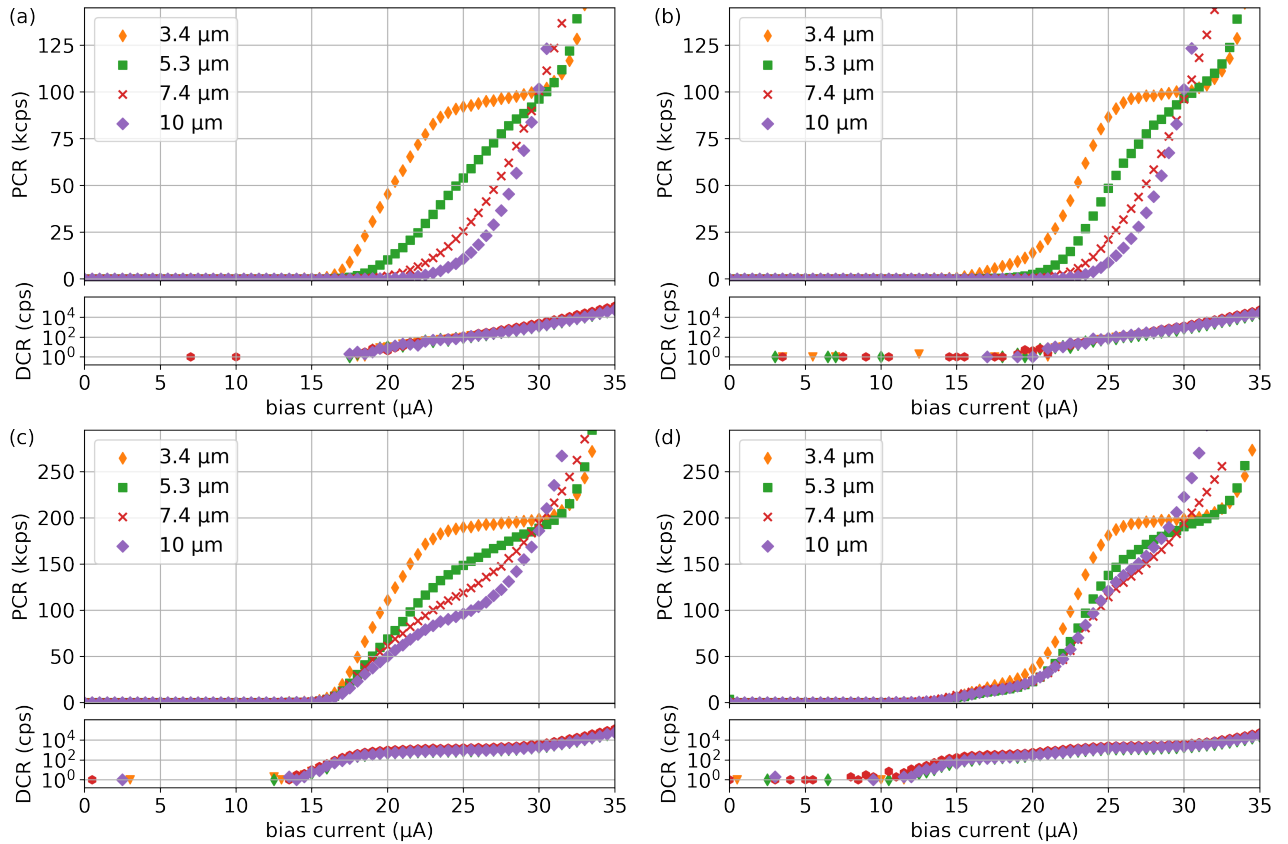 (a)
3.4 µm
5.3 µm
7.4 µm
10 µm
PCR (kcps)
125
100
75
50
25
0
DCR (cps)
10^4
10^2
10^0
0 5 10 15 20 25 30 35
bias current (µA)
(b)
3.4 µm
5.3 µm
7.4 µm
10 µm
PCR (kcps)
125
100
75
50
25
0
DCR (cps)
10^4
10^2
10^0
0 5 10 15 20 25 30 35
bias current (µA)
(c)
3.4 µm
5.3 µm
7.4 µm
10 µm
PCR (kcps)
250
200
150
100
50
0
DCR (cps)
10^4
10^2
10^0
0 5 10 15 20 25 30 35
bias current (µA)
(d)
3.4 µm
5.3 µm
7.4 µm
10 µm
PCR (kcps)
250
200
150
100
50
0
DCR (cps)
10^4
10^2
10^0
0 5 10 15 20 25 30 35
bias current (µA)